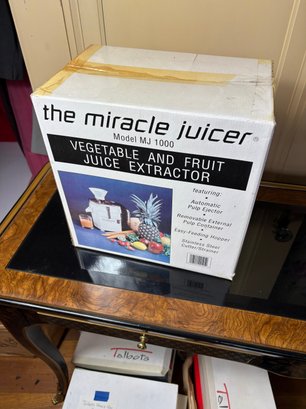 the miracle juicer®
Model MJ 1000
VEGETABLE AND FRUIT
JUICE EXTRACTOR
featuring:
• Automatic
Pulp Ejector
• Removable External
Pulp Container
• Easy-Feeding Hopper
• Stainless Steel
Cutter/Strainer
Talbots
Ta